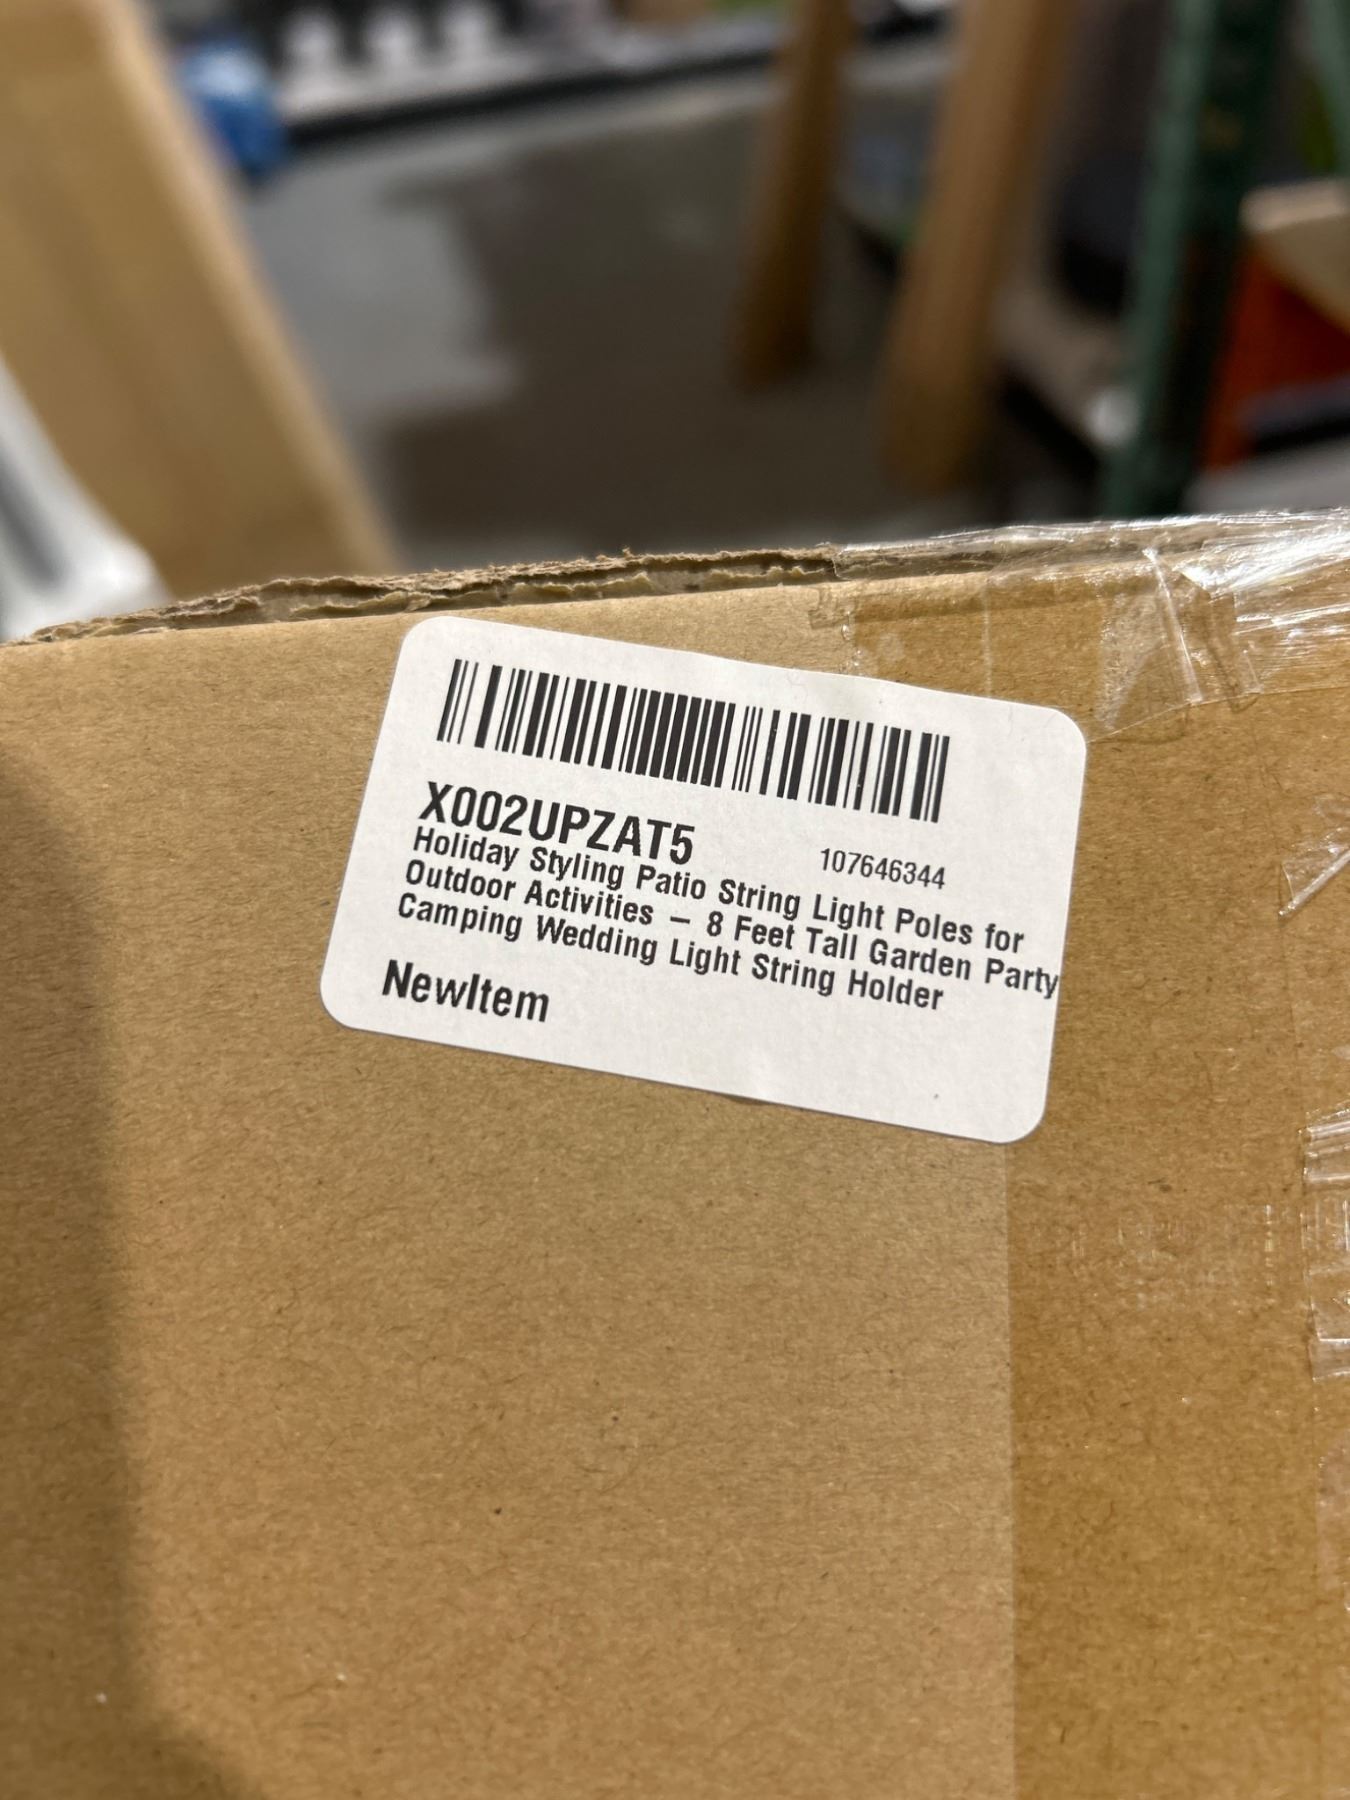 X002UPZAT5
107646344
Holiday Styling Patio String Light Poles for
Outdoor Activities – 8 Feet Tall Garden Party
Camping Wedding Light String Holder
NewItem